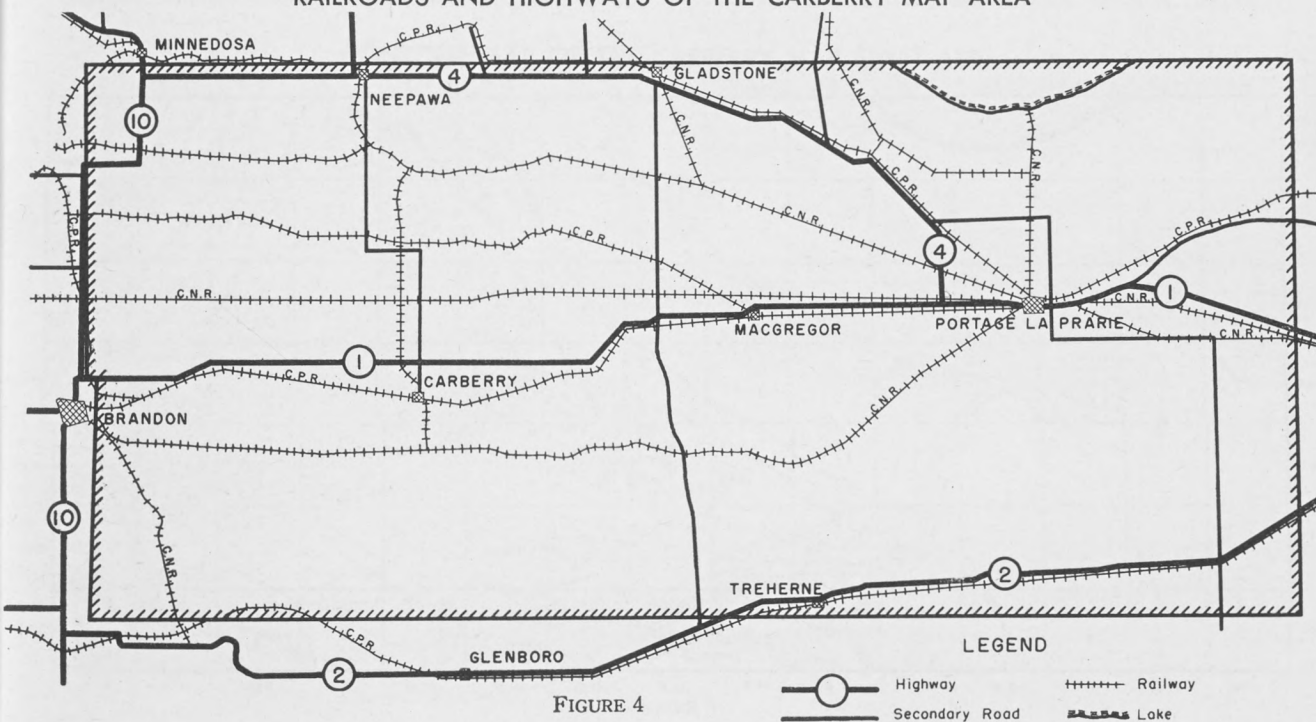 RAILROADS AND HIGHWAYS OF THE CARBERRY MAP AREA
MINNEDOSA
C.P.R.
4
GLADSTONE
NEEPAWA
10
C.N.R.
C.N.R.
C.N.R.
C.P.R.
C.N.R.
C.P.R.
C.P.R.
C.P.R.
4
C.N.R.
1
C.N.R.
MACGREGOR
PORTAGE LA PRARIE
C.N.R.
1
C.P.R.
CARBERRY
BRANDON
C.N.R.
10
C.N.R.
TREHERNE
2
C.P.R.
GLENBORO
2
LEGEND
Highway
Railway
Secondary Road
Lake
FIGURE 4